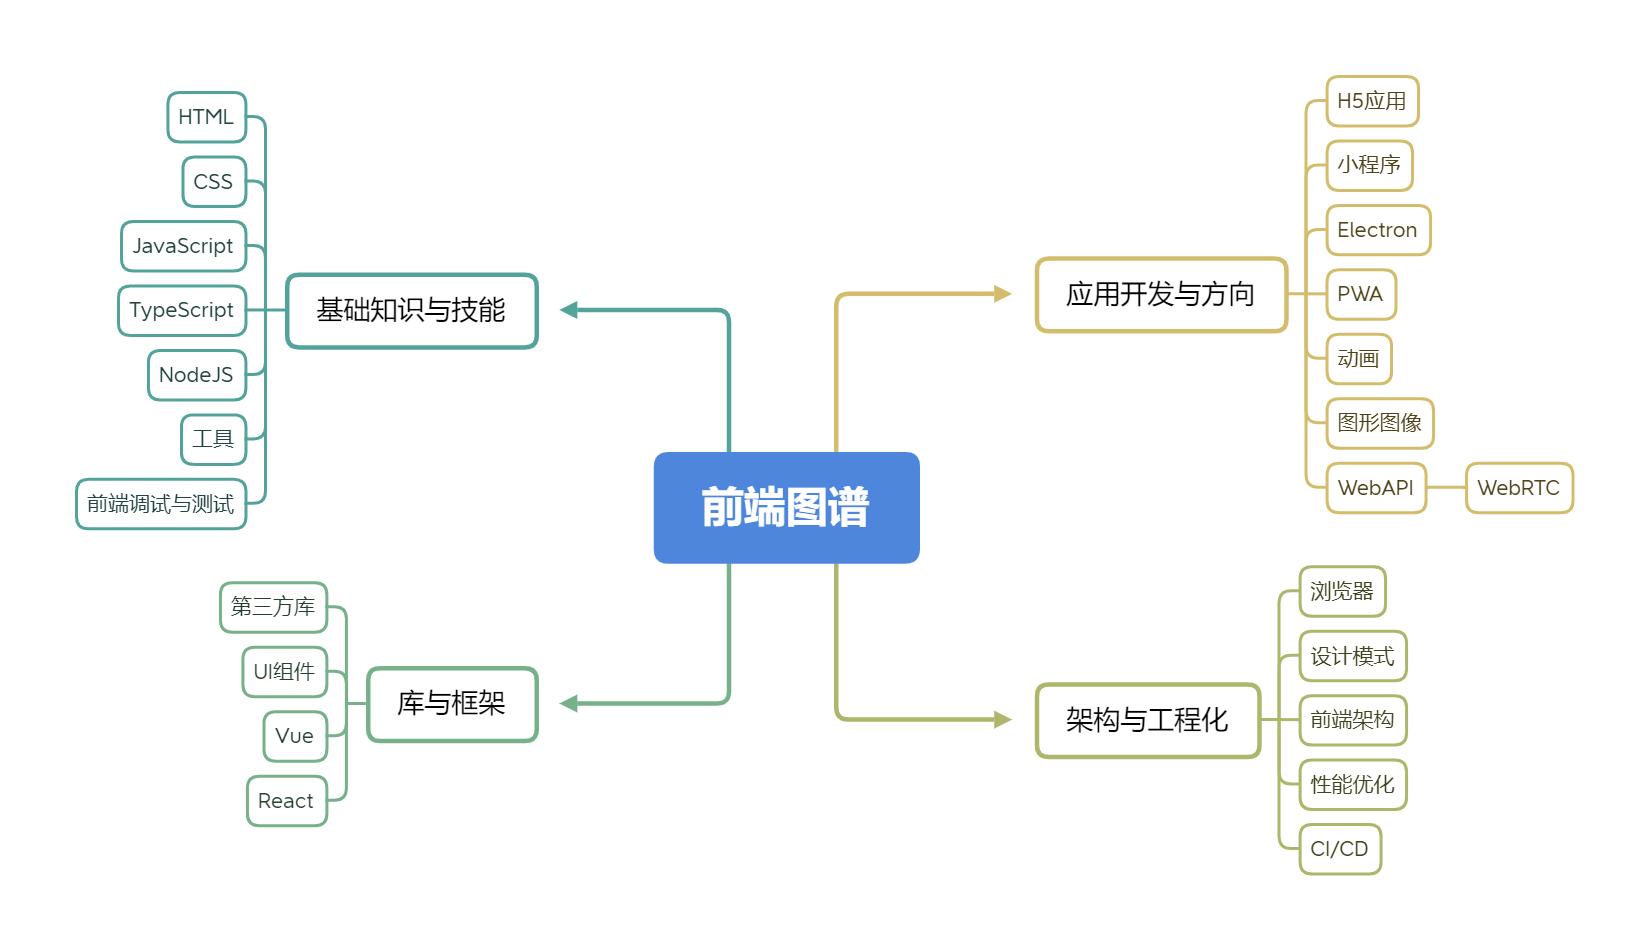 前端图谱
基础知识与技能
HTML
CSS
JavaScript
TypeScript
NodeJS
工具
前端调试与测试
库与框架
第三方库
UI组件
Vue
React
应用开发与方向
H5应用
小程序
Electron
PWA
动画
图形图像
WebAPI
WebRTC
架构与工程化
浏览器
设计模式
前端架构
性能优化
CI/CD